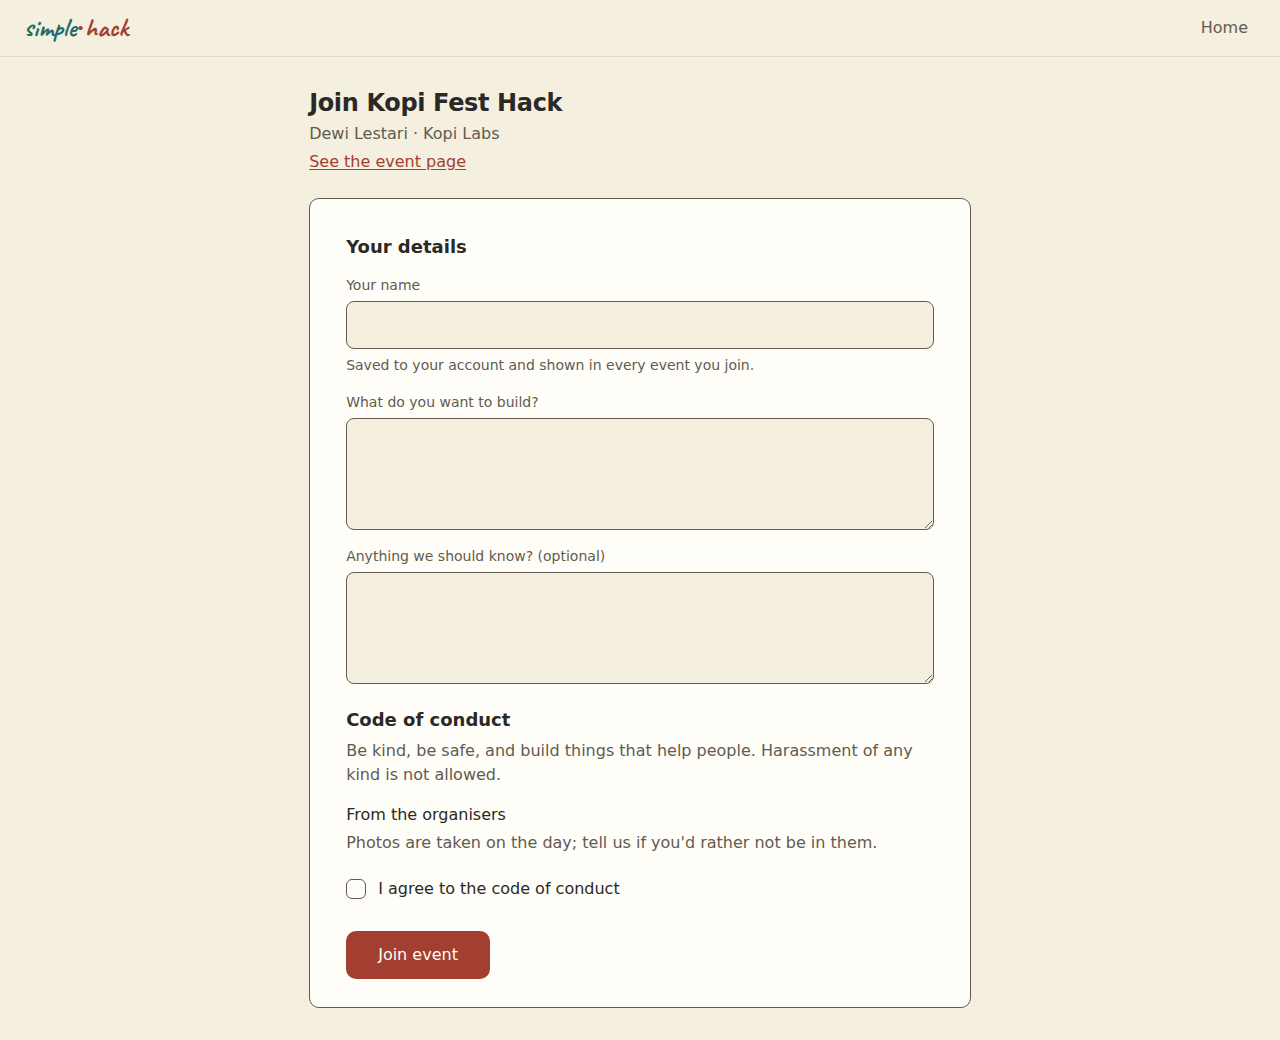 simple·hack
Home
Join Kopi Fest Hack
Dewi Lestari · Kopi Labs
See the event page
Your details
Your name
Saved to your account and shown in every event you join.
What do you want to build?
Anything we should know? (optional)
Code of conduct
Be kind, be safe, and build things that help people. Harassment of any
kind is not allowed.
From the organisers
Photos are taken on the day; tell us if you'd rather not be in them.
I agree to the code of conduct
Join event